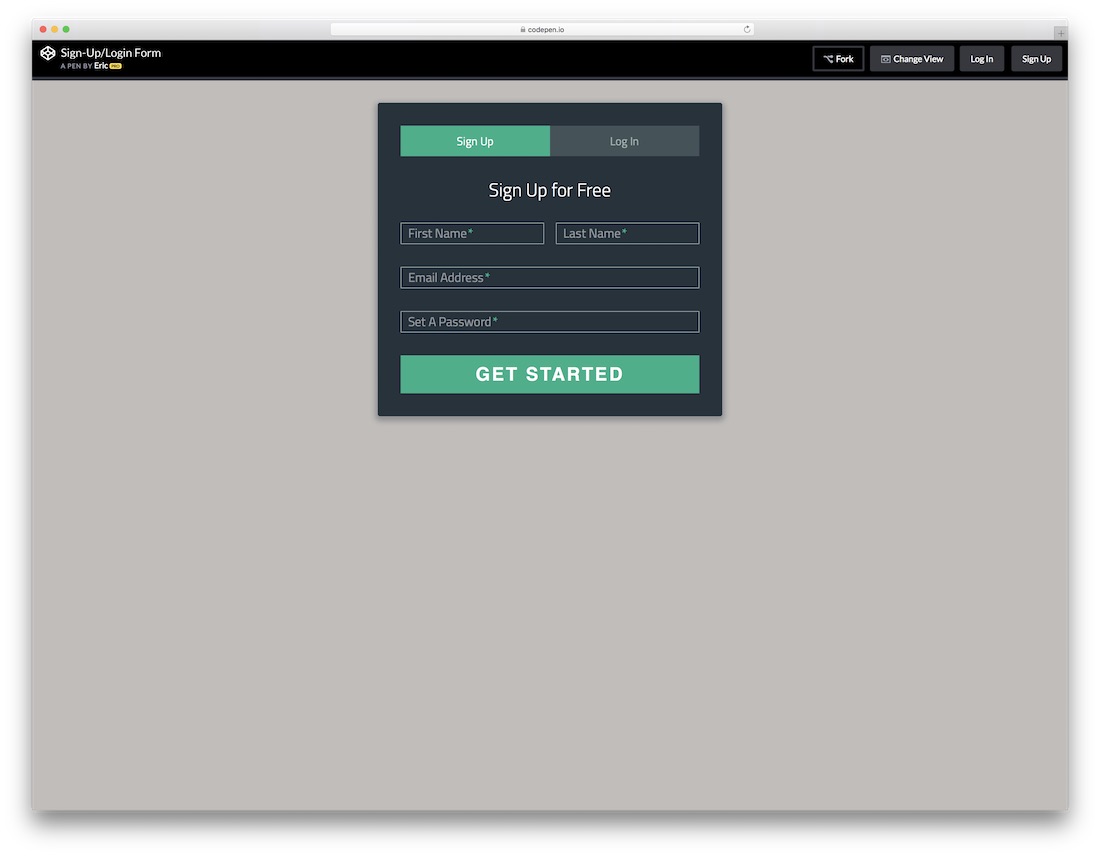 codepen.io
Sign-Up/Login Form
A PEN BY Eric PRO
Fork
Change View
Log In
Sign Up
Sign Up
Log In
Sign Up for Free
First Name*
Last Name*
Email Address*
Set A Password*
GET STARTED